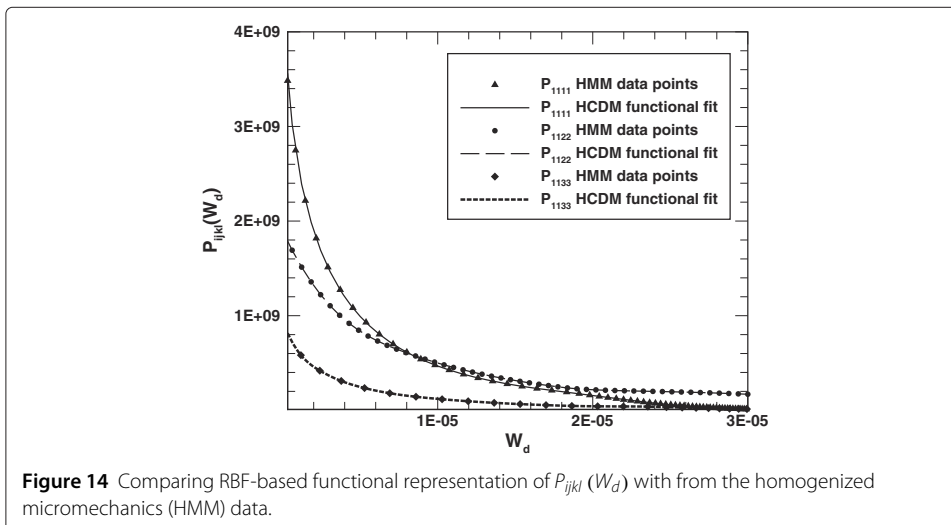 4E+09
3E+09
2E+09
1E+09
P_ijkl(W_d)
P_1111 HMM data points
P_1111 HCDM functional fit
P_1122 HMM data points
P_1122 HCDM functional fit
P_1133 HMM data points
P_1133 HCDM functional fit
1E-05
2E-05
3E-05
W_d
Figure 14 Comparing RBF-based functional representation of P_ijkl (W_d) with from the homogenized
micromechanics (HMM) data.